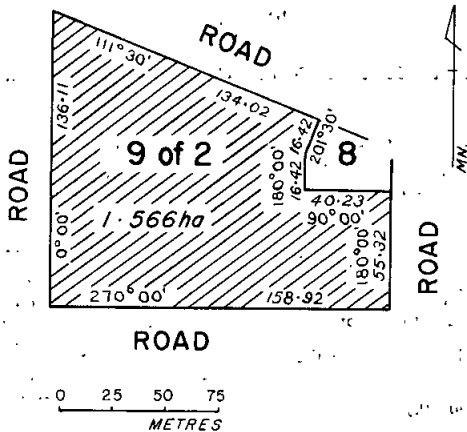 ROAD
111°30'
134·02
136·11
0°00'
ROAD
9 of 2
1·566ha
16·42
201°30'
180°00'
16·42
8
40·23
90°00'
180°00'
55·32
ROAD
270°00'
158·92
ROAD
MN.
0 25 50 75
METRES